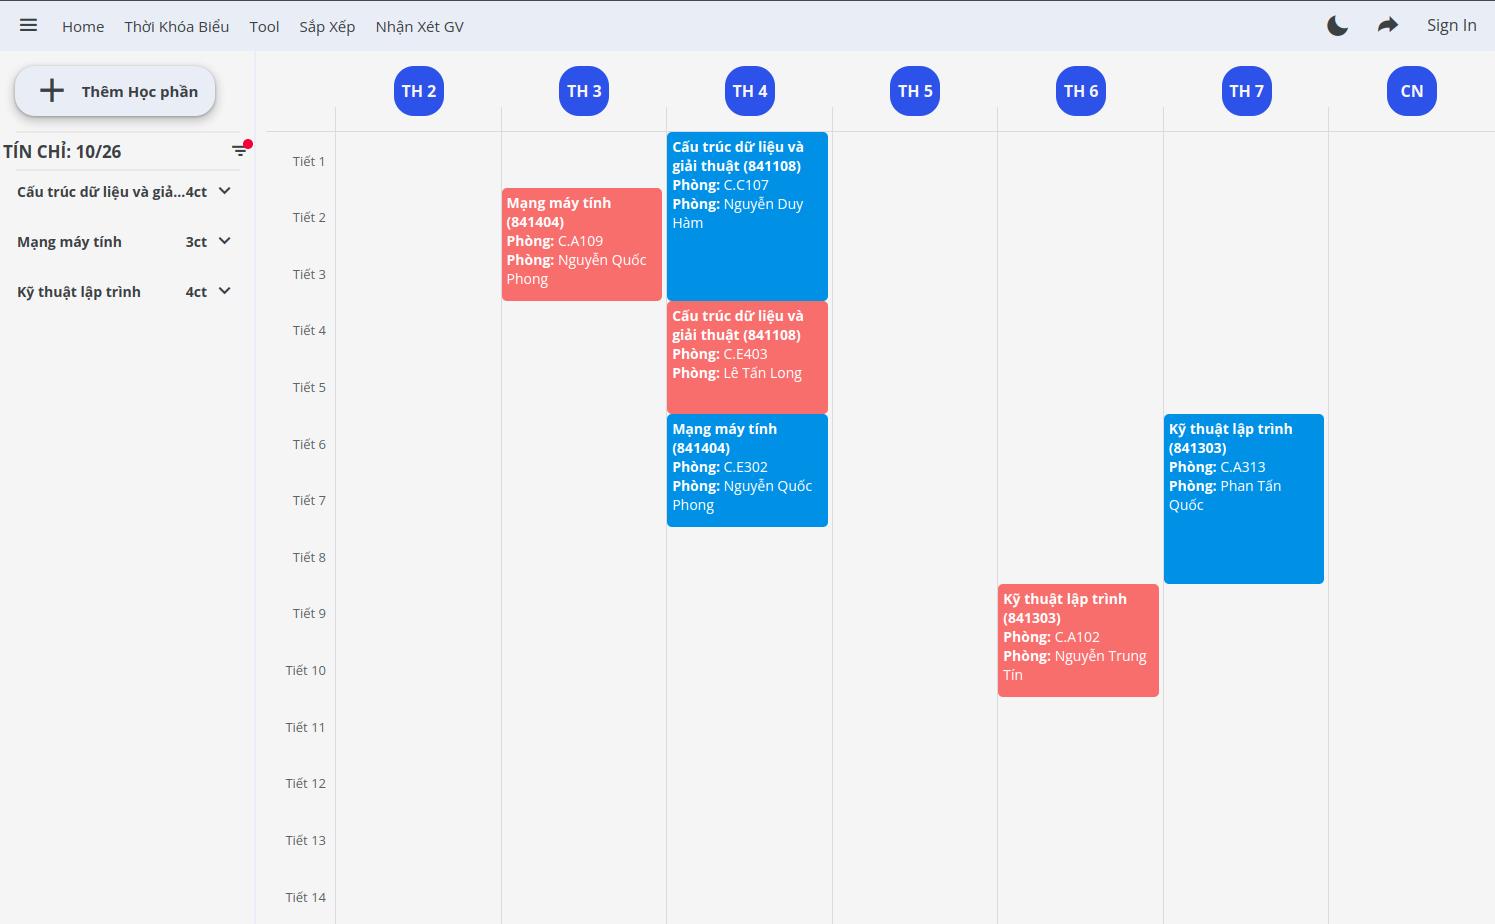 Home Thời Khóa Biểu Tool Sắp Xếp Nhận Xét GV Sign In
Thêm Học phần
TÍN CHỈ: 10/26
Cấu trúc dữ liệu và giả...4ct
Mạng máy tính 3ct
Kỹ thuật lập trình 4ct
TH 2 TH 3 TH 4 TH 5 TH 6 TH 7 CN
Tiết 1
Tiết 2
Tiết 3
Tiết 4
Tiết 5
Tiết 6
Tiết 7
Tiết 8
Tiết 9
Tiết 10
Tiết 11
Tiết 12
Tiết 13
Tiết 14
Mạng máy tính
(841404)
Phòng: C.A109
Phòng: Nguyễn Quốc
Phong
Cấu trúc dữ liệu và
giải thuật (841108)
Phòng: C.C107
Phòng: Nguyễn Duy
Hàm
Cấu trúc dữ liệu và
giải thuật (841108)
Phòng: C.E403
Phòng: Lê Tấn Long
Mạng máy tính
(841404)
Phòng: C.E302
Phòng: Nguyễn Quốc
Phong
Kỹ thuật lập trình
(841303)
Phòng: C.A102
Phòng: Nguyễn Trung
Tín
Kỹ thuật lập trình
(841303)
Phòng: C.A313
Phòng: Phan Tấn
Quốc